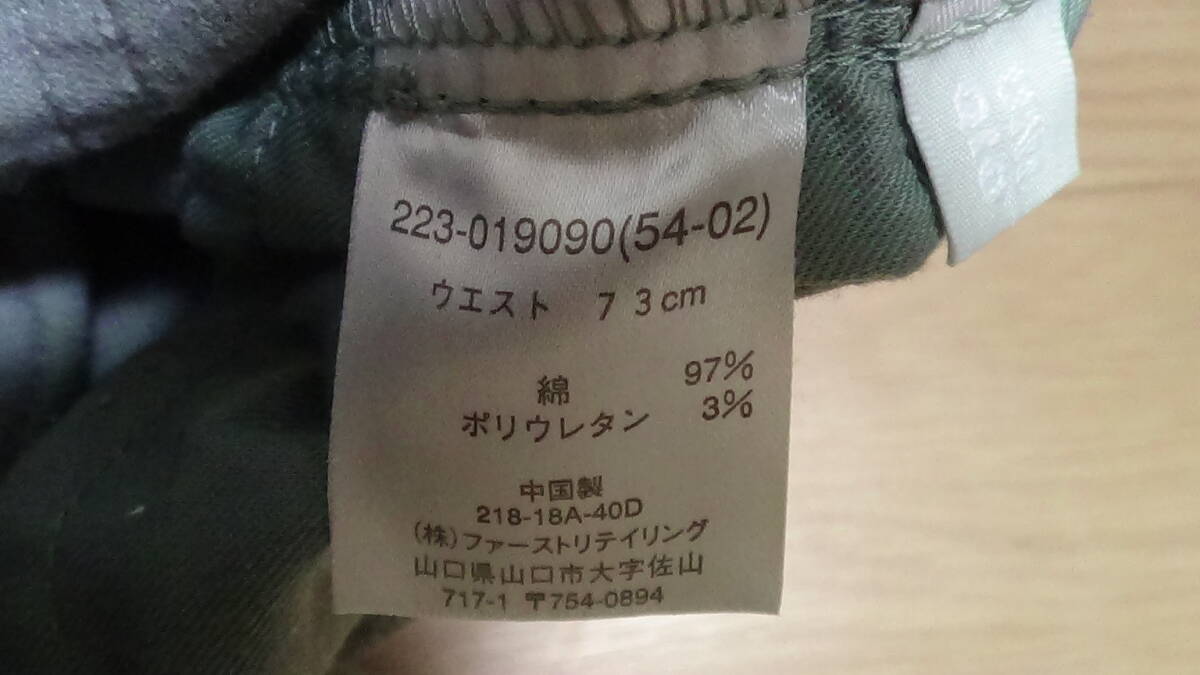 223-019090(54-02)
ウエスト 73cm
綿 97%
ポリウレタン 3%
中国製
218-18A-40D
(株)ファーストリテイリング
山口県山口市大字佐山
717-1 〒754-0894